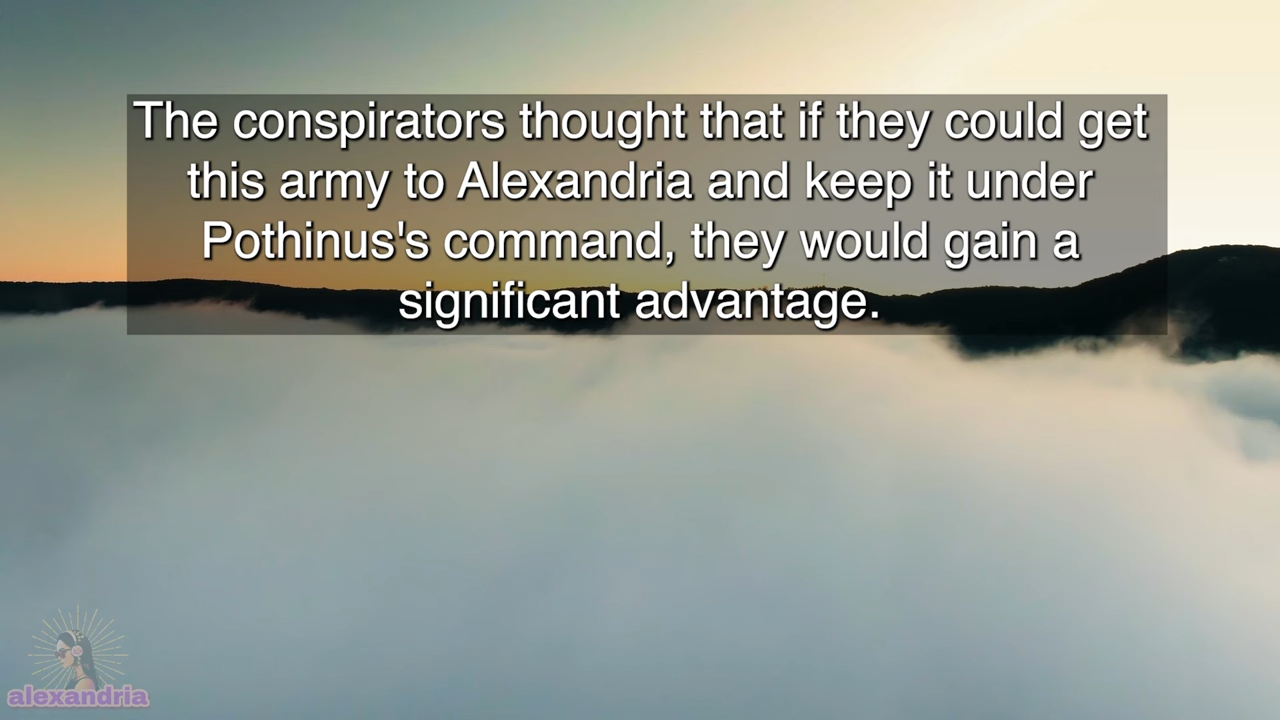 The conspirators thought that if they could get
this army to Alexandria and keep it under
Pothinus's command, they would gain a
significant advantage.
alexandria